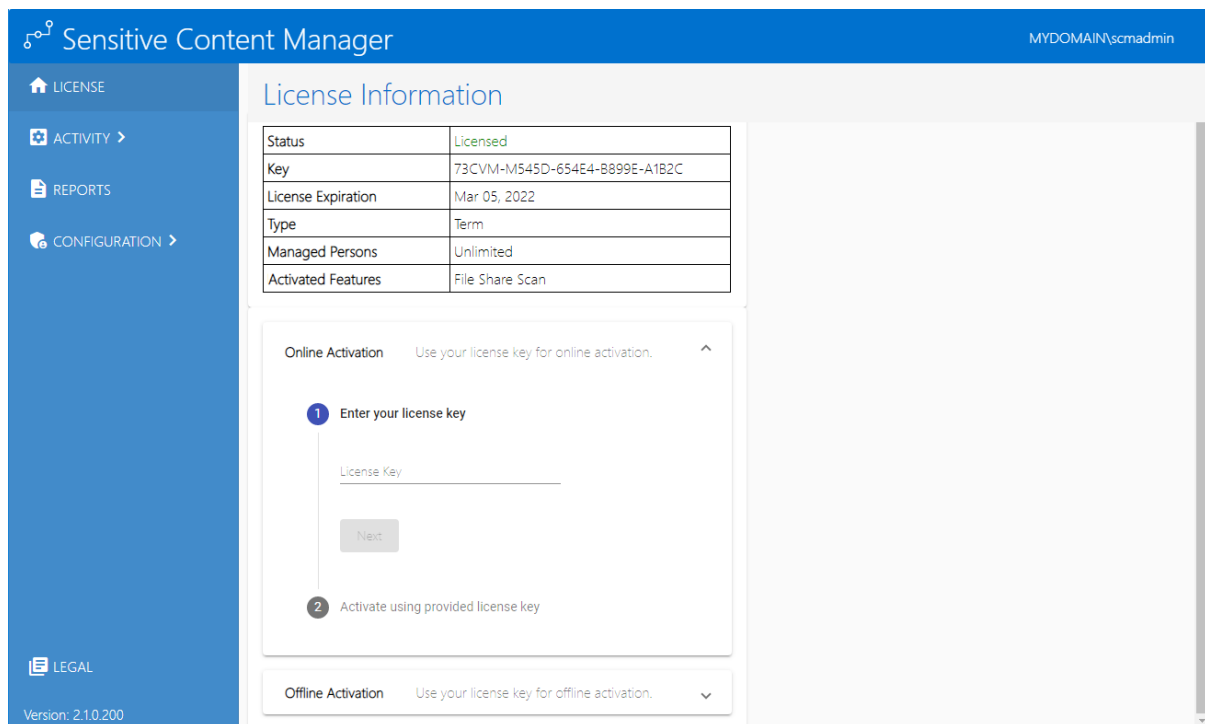 Sensitive Content Manager
MYDOMAIN\scmadmin
LICENSE
ACTIVITY
REPORTS
CONFIGURATION
LEGAL
Version: 2.1.0.200
License Information
Status Licensed
Key 73CVM-M545D-654E4-B899E-A1B2C
License Expiration Mar 05, 2022
Type Term
Managed Persons Unlimited
Activated Features File Share Scan
Online Activation Use your license key for online activation.
1 Enter your license key
License Key
Next
2 Activate using provided license key
Offline Activation Use your license key for offline activation.